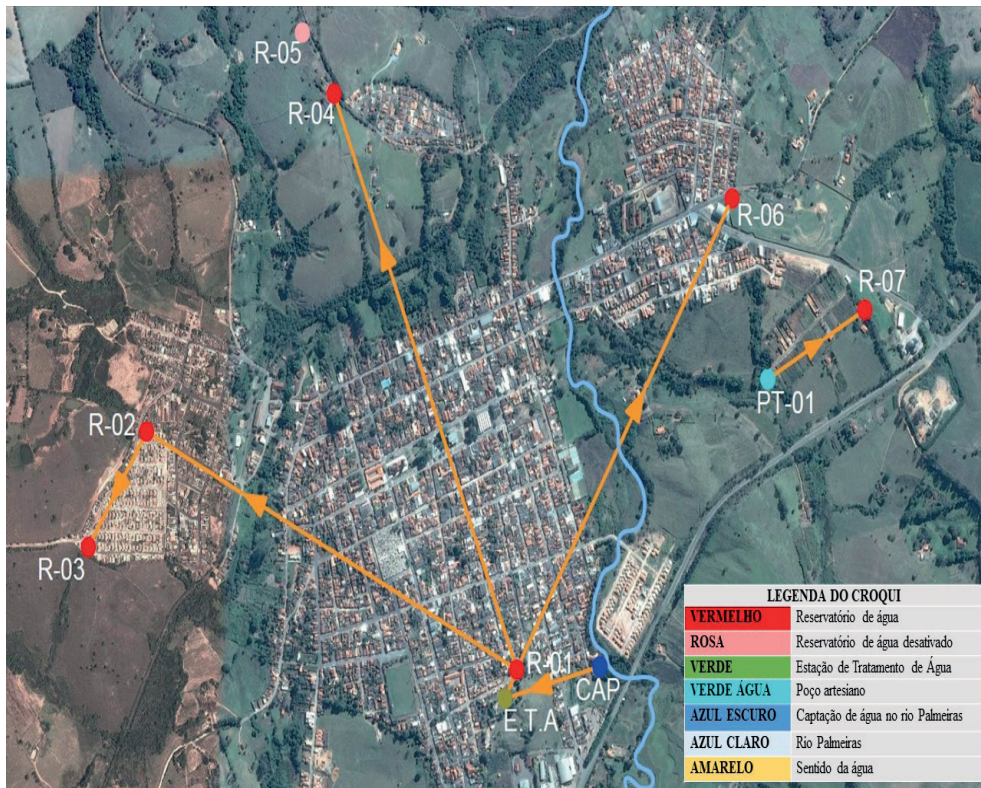 R-05
R-04
R-06
R-07
PT-01
R-02
R-03
R-01
CAP
E.T.A
LEGENDA DO CROQUI
VERMELHO Reservatório de água
ROSA Reservatório de água desativado
VERDE Estação de Tratamento de Água
VERDE ÁGUA Poço artesiano
AZUL ESCURO Captação de água no rio Palmeiras
AZUL CLARO Rio Palmeiras
AMARELO Sentido da água